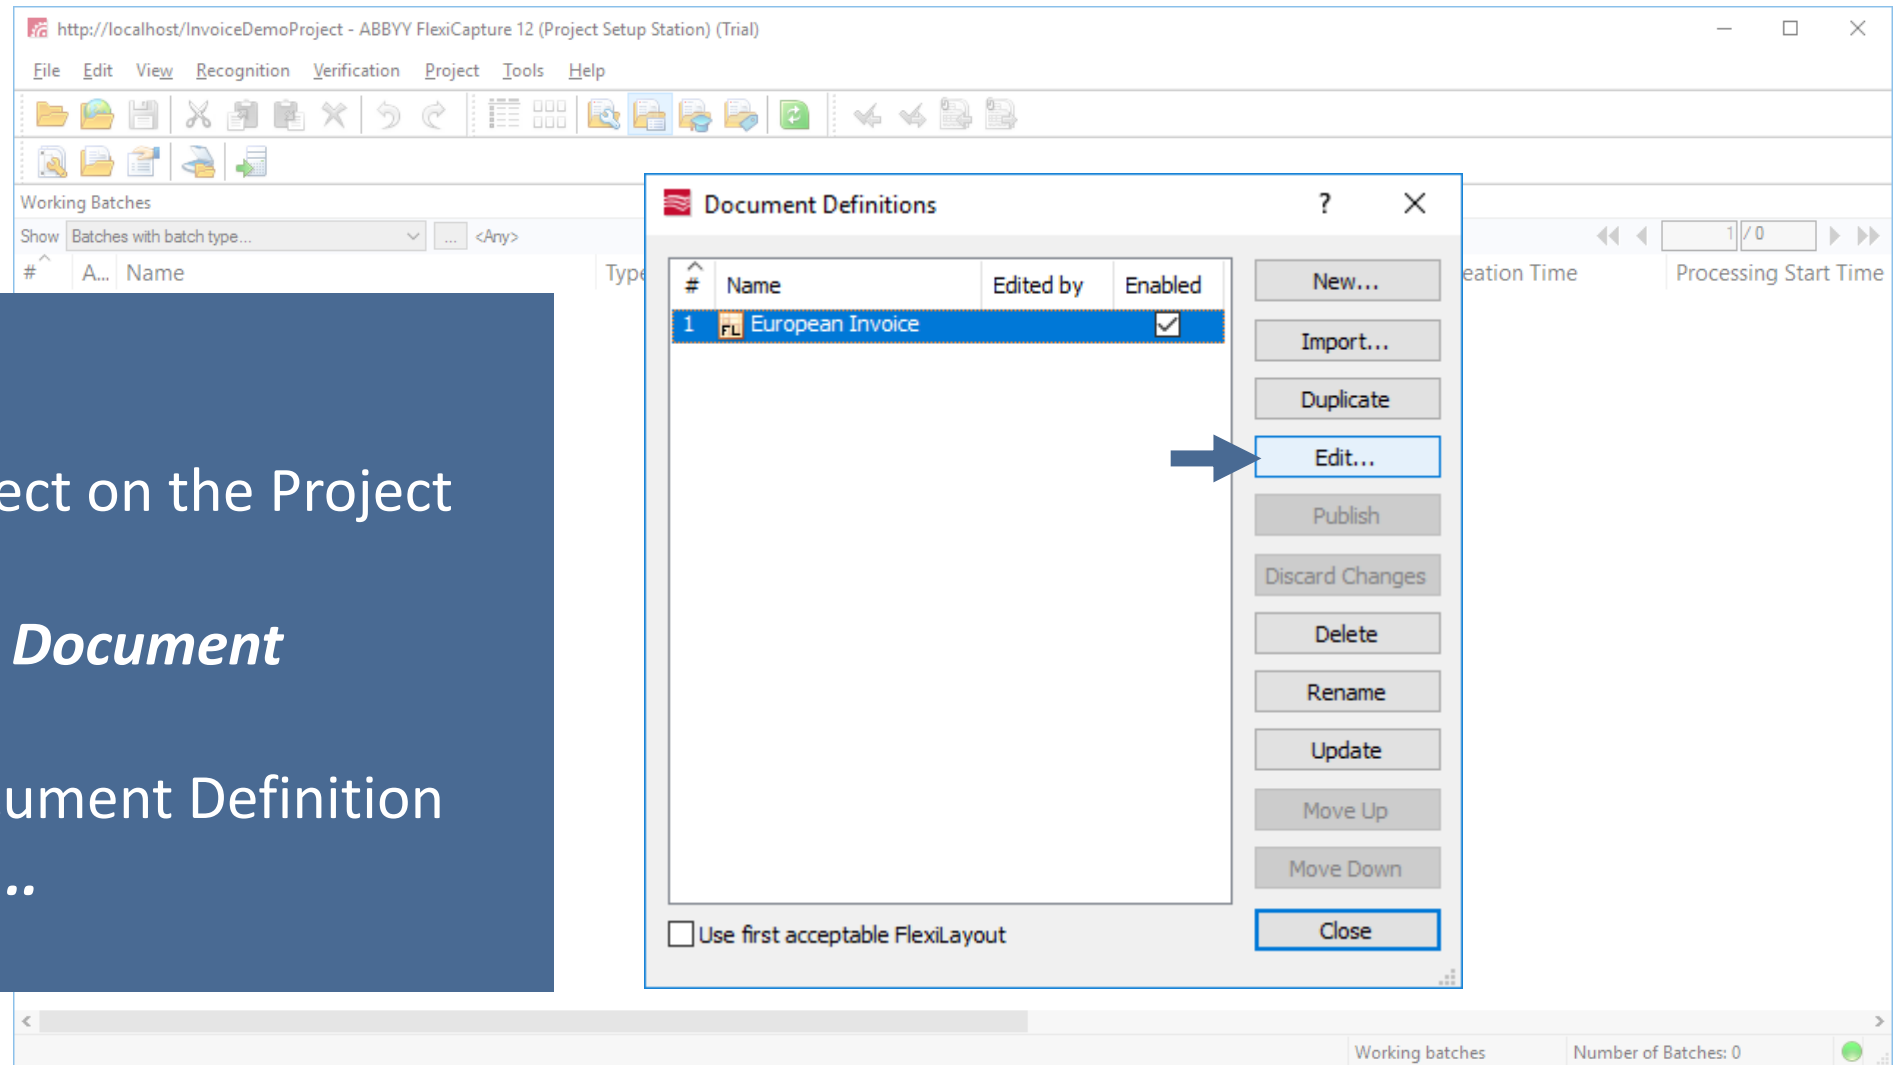 http://localhost/InvoiceDemoProject - ABBYY FlexiCapture 12 (Project Setup Station) (Trial)
File Edit View Recognition Verification Project Tools Help
Working Batches
Show Batches with batch type... ... <Any>
1 / 0
# A... Name Type eation Time Processing Start Time
ect on the Project
Document
ument Definition
..
Document Definitions ?
# Name Edited by Enabled
1 FL European Invoice
New...
Import...
Duplicate
Edit...
Publish
Discard Changes
Delete
Rename
Update
Move Up
Move Down
Use first acceptable FlexiLayout
Close
Working batches Number of Batches: 0